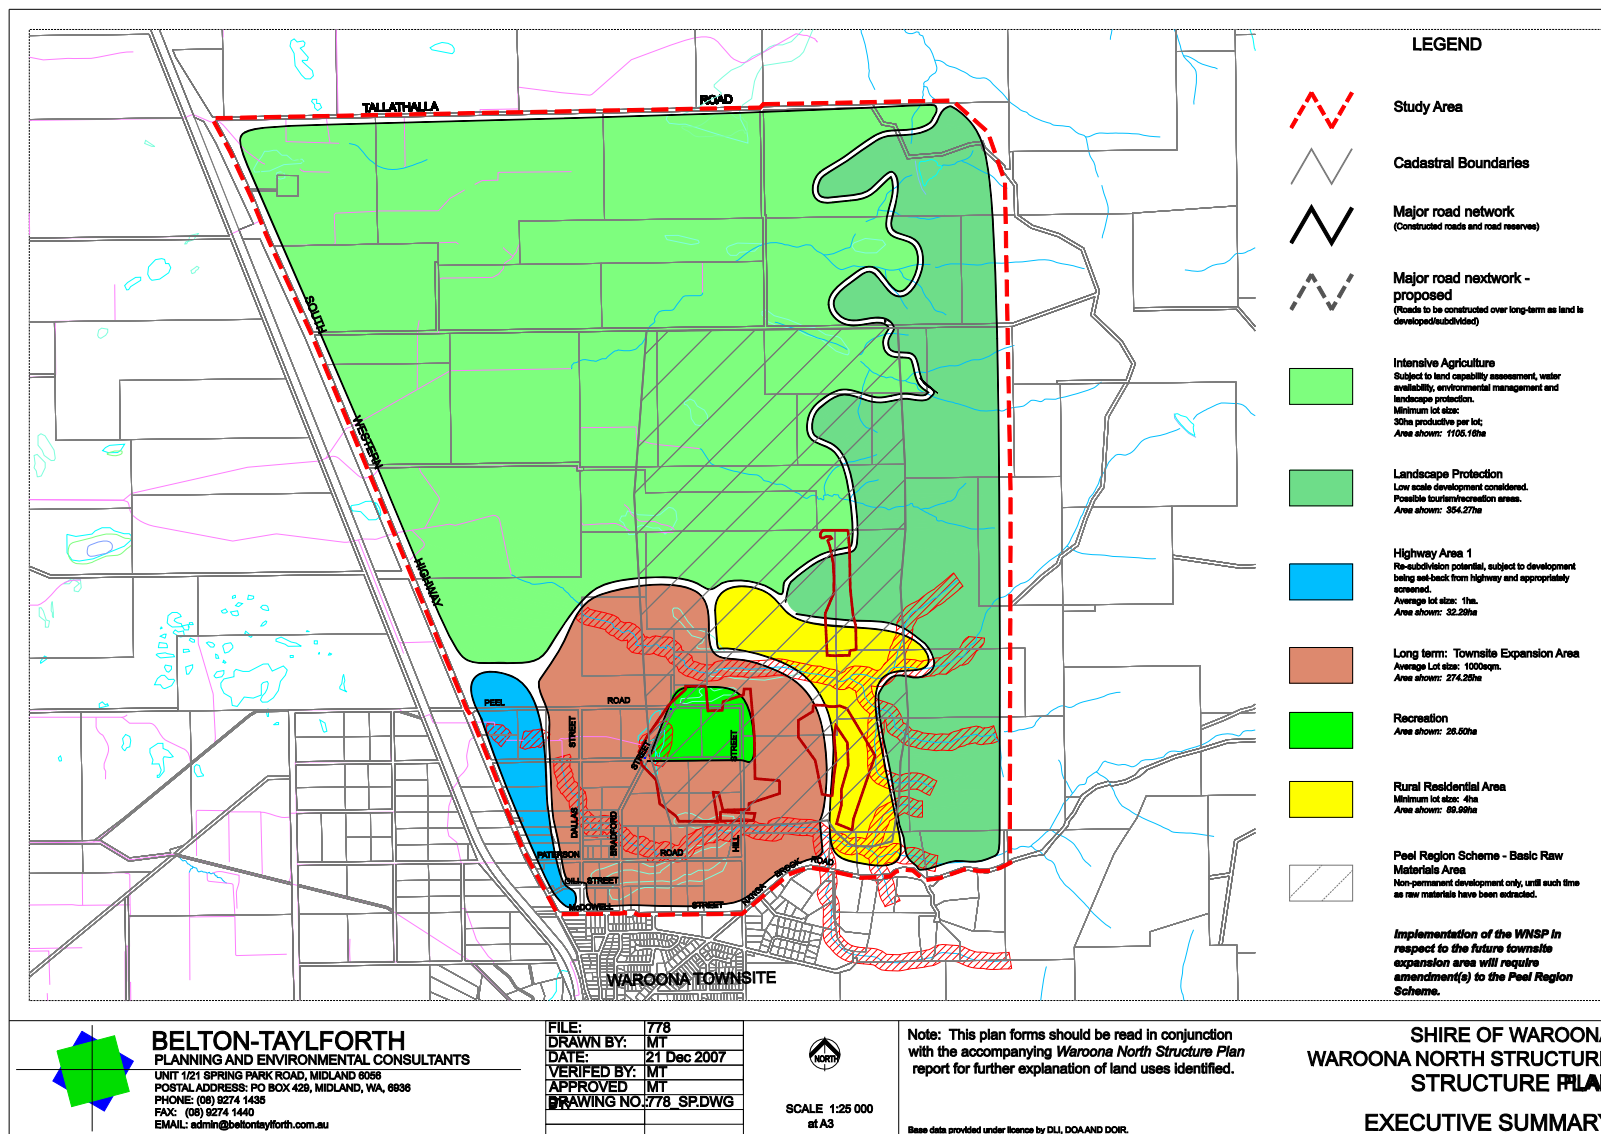 LEGEND
Study Area
Cadastral Boundaries
Major road network
(Constructed roads and road reserves)
Major road nextwork -
proposed
(Roads to be constructed over long-term as land is
developed/subdivided)
Intensive Agriculture
Subject to land capability assessment, water
availability, environmental management and
landscape protection.
Minimum lot size:
30ha productive per lot;
Area shown: 1105.16ha
Landscape Protection
Low scale development considered.
Possible tourism/recreation areas.
Area shown: 354.27ha
Highway Area 1
Re-subdivision potential, subject to development
being set-back from highway and appropriately
screened.
Average lot size: 1ha.
Area shown: 32.29ha
Long term: Townsite Expansion Area
Average Lot size: 1000sqm.
Area shown: 274.25ha
Recreation
Area shown: 26.50ha
Rural Residential Area
Minimum lot size: 4ha
Area shown: 89.99ha
Peel Region Scheme - Basic Raw
Materials Area
Non-permanent development only, until such time
as raw materials have been extracted.
Implementation of the WNSP in
respect to the future townsite
expansion area will require
amendment(s) to the Peel Region
Scheme.
TALLATHALLA ROAD
SOUTH
WESTERN
HIGHWAY
PEEL ROAD
STREET
STREET
STREET
DALLAS
BRADFORD
HILL
PATERSON ROAD
HILL STREET
McDOWELL STREET
NANGA BROOK ROAD
WAROONA TOWNSITE
BELTON-TAYLFORTH
PLANNING AND ENVIRONMENTAL CONSULTANTS
UNIT 1/21 SPRING PARK ROAD, MIDLAND 6056
POSTAL ADDRESS: PO BOX 429, MIDLAND, WA, 6936
PHONE: (08) 9274 1435
FAX: (08) 9274 1440
EMAIL: admin@beltontaylforth.com.au
FILE: 778
DRAWN BY: MT
DATE: 21 Dec 2007
VERIFED BY: MT
APPROVED BY: MT
DRAWING NO.: 778_SP.DWG
NORTH
SCALE 1:25 000
at A3
Note: This plan forms should be read in conjunction
with the accompanying Waroona North Structure Plan
report for further explanation of land uses identified.
Base data provided under licence by DLI, DOA AND DOIR.
SHIRE OF WAROONA
WAROONA NORTH STRUCTURE
STRUCTURE PLAN
EXECUTIVE SUMMARY